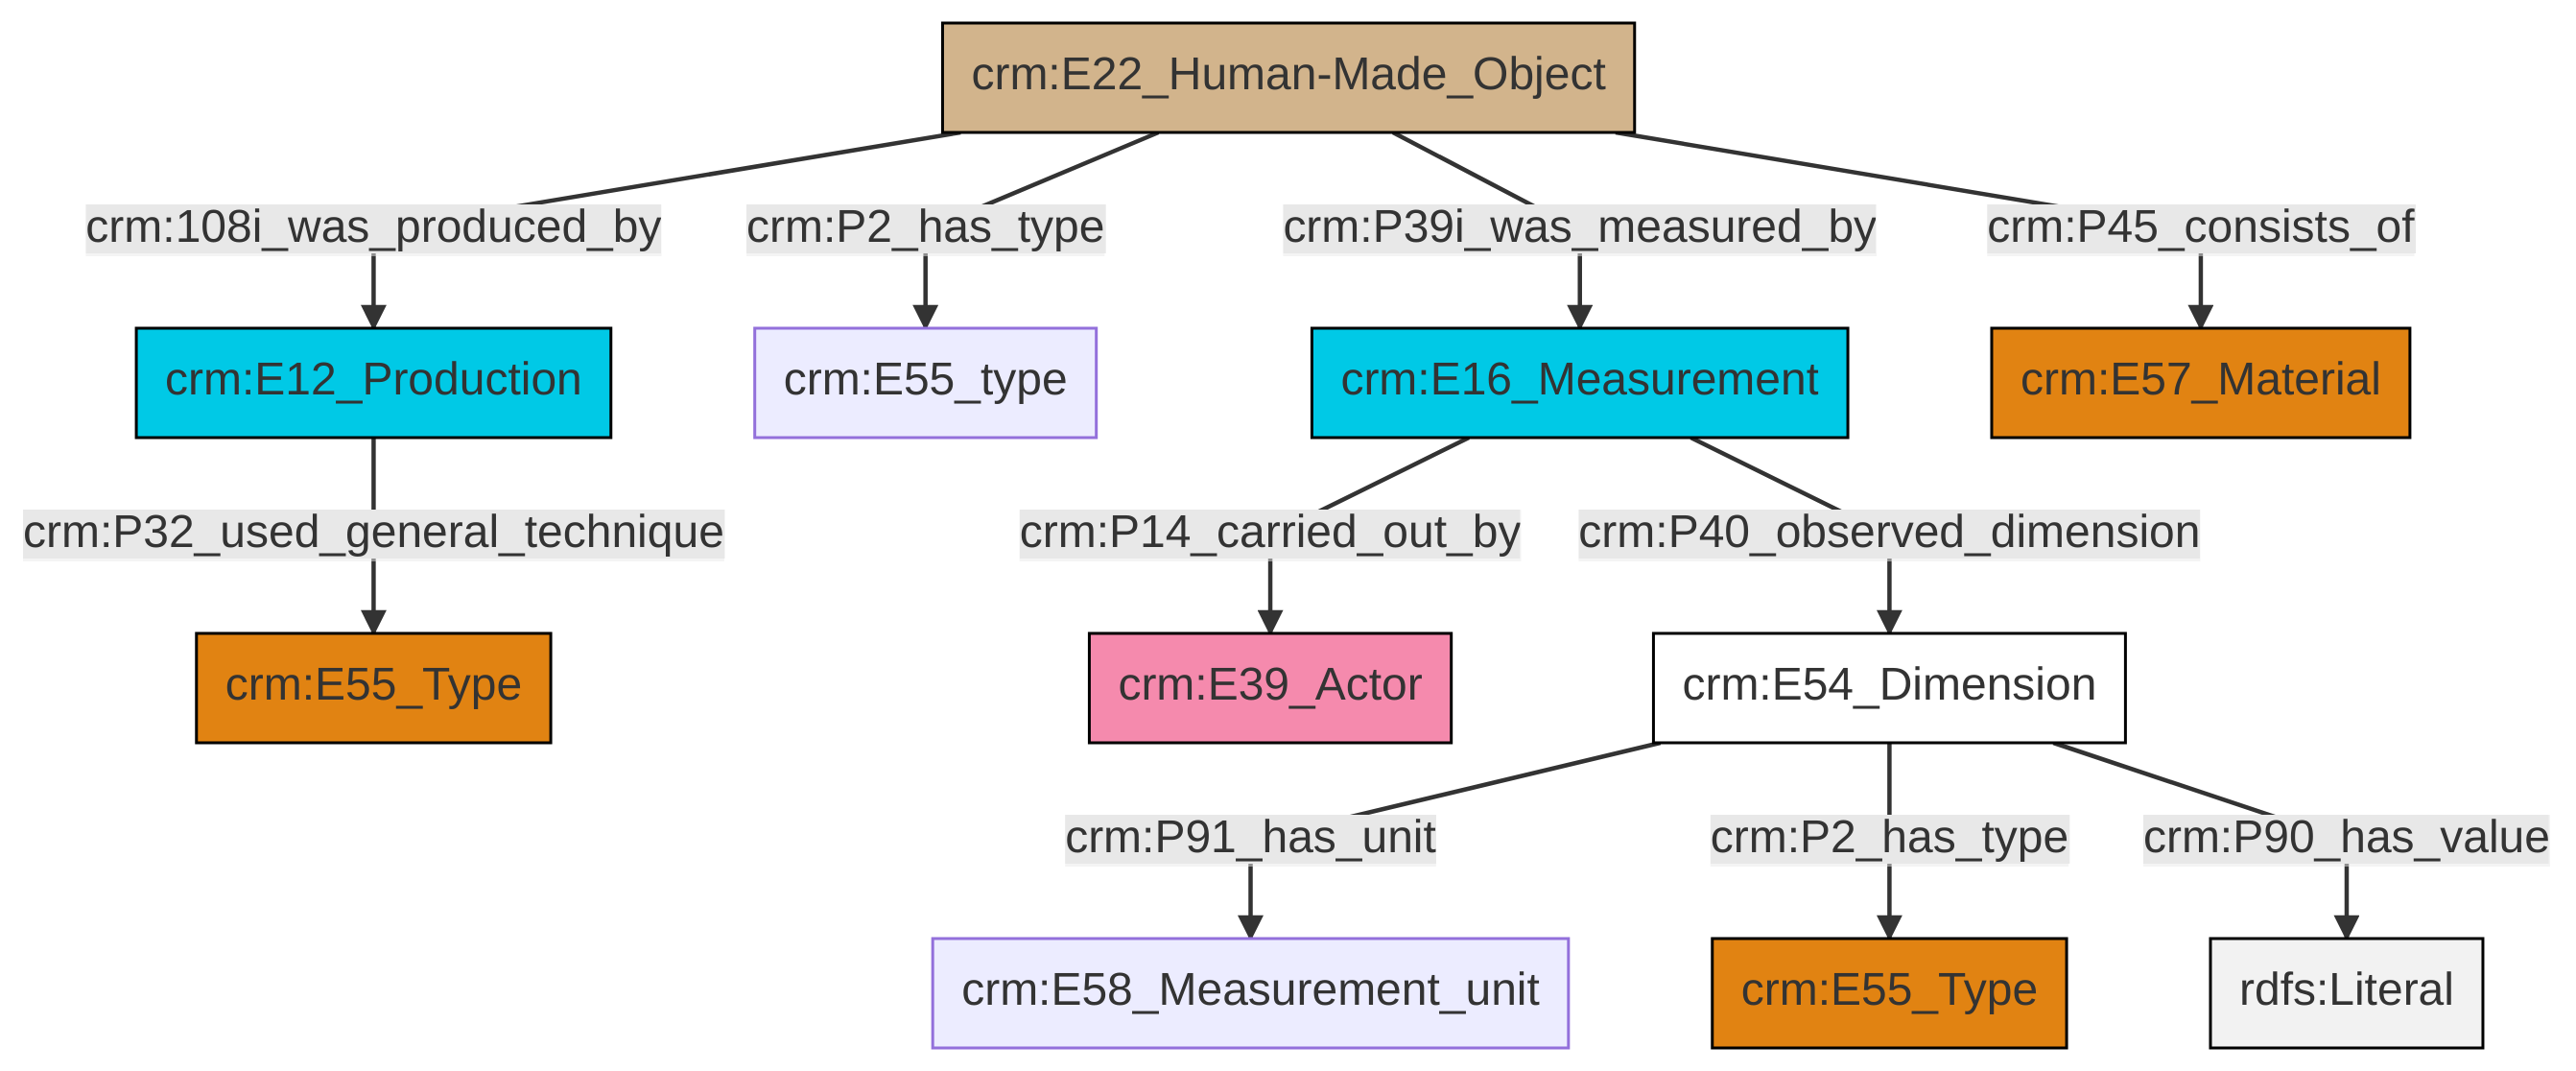 crm:E22_Human-Made_Object
crm:108i_was_produced_by
crm:P2_has_type
crm:P39i_was_measured_by
crm:P45_consists_of
crm:E12_Production
crm:E55_type
crm:E16_Measurement
crm:E57_Material
crm:P32_used_general_technique
crm:P14_carried_out_by
crm:P40_observed_dimension
crm:E55_Type
crm:E39_Actor
crm:E54_Dimension
crm:P91_has_unit
crm:P2_has_type
crm:P90_has_value
crm:E58_Measurement_unit
crm:E55_Type
rdfs:Literal